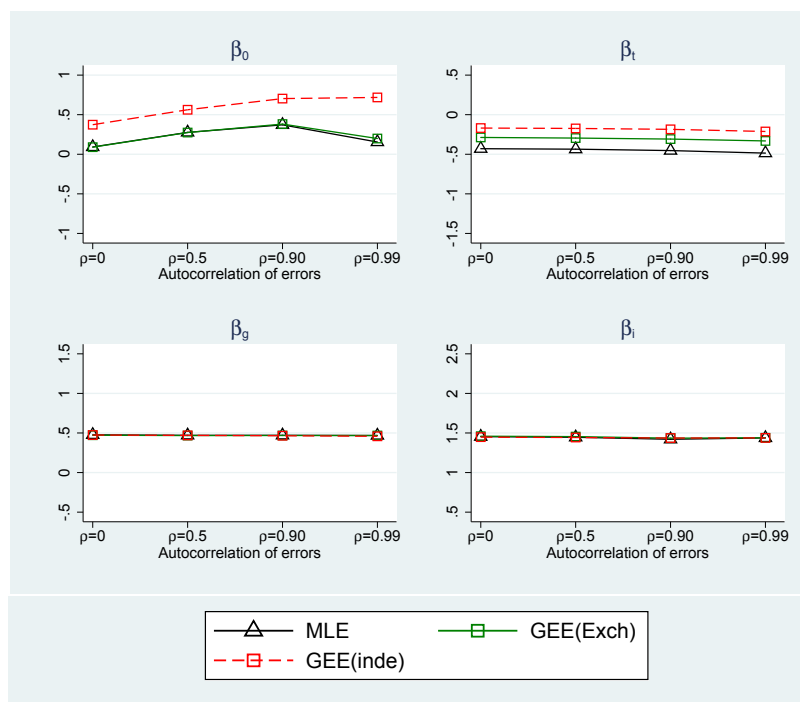 β0
1
.5
0
-.5
-1
ρ=0 ρ=0.5 ρ=0.90 ρ=0.99
Autocorrelation of errors
βt
.5
0
-.5
-1
-1.5
ρ=0 ρ=0.5 ρ=0.90 ρ=0.99
Autocorrelation of errors
βg
1.5
1
.5
0
-.5
ρ=0 ρ=0.5 ρ=0.90 ρ=0.99
Autocorrelation of errors
βi
2.5
2
1.5
1
.5
ρ=0 ρ=0.5 ρ=0.90 ρ=0.99
Autocorrelation of errors
MLE GEE(Exch)
GEE(inde)